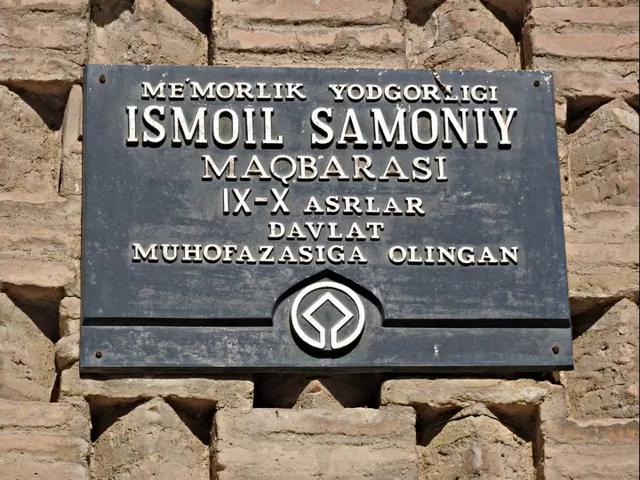 ME'MORLIK YODGORLIGI
ISMOIL SAMONIY
MAQBARASI
IX-X ASRLAR
DAVLAT
MUHOFAZASIGA OLINGAN